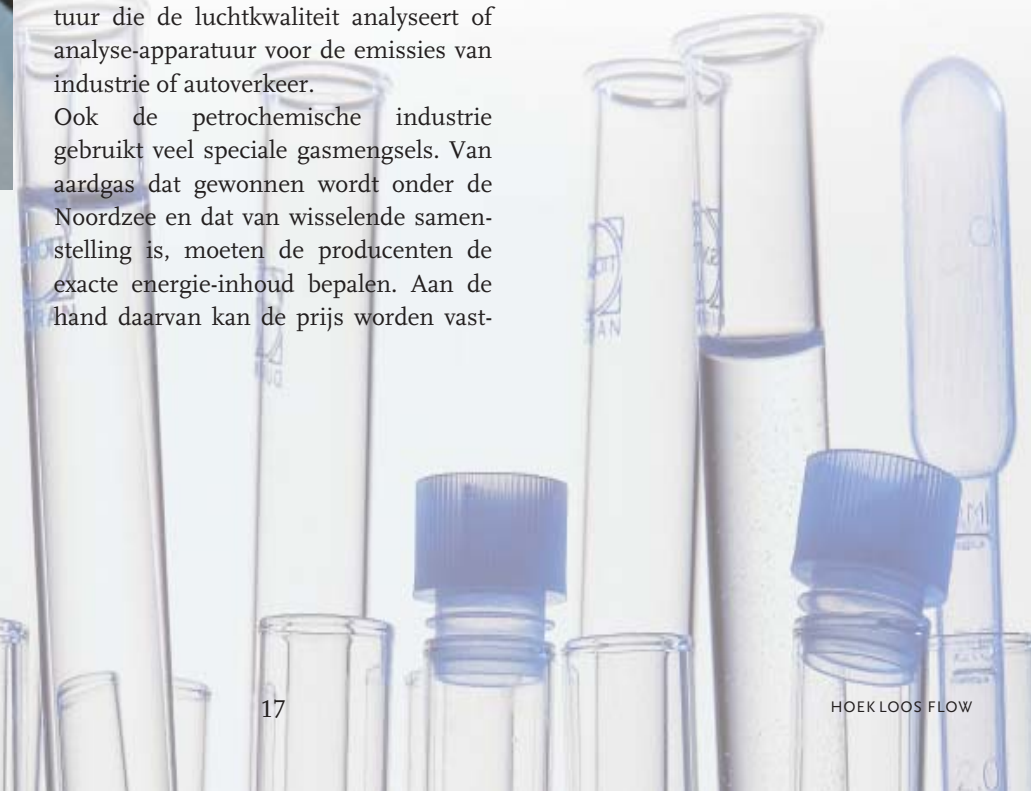 tuur die de luchtkwaliteit analyseert of
analyse-apparatuur voor de emissies van
industrie of autoverkeer.
Ook de petrochemische industrie
gebruikt veel speciale gasmengsels. Van
aardgas dat gewonnen wordt onder de
Noordzee en dat van wisselende samen-
stelling is, moeten de producenten de
exacte energie-inhoud bepalen. Aan de
hand daarvan kan de prijs worden vast-
17
HOEK LOOS FLOW